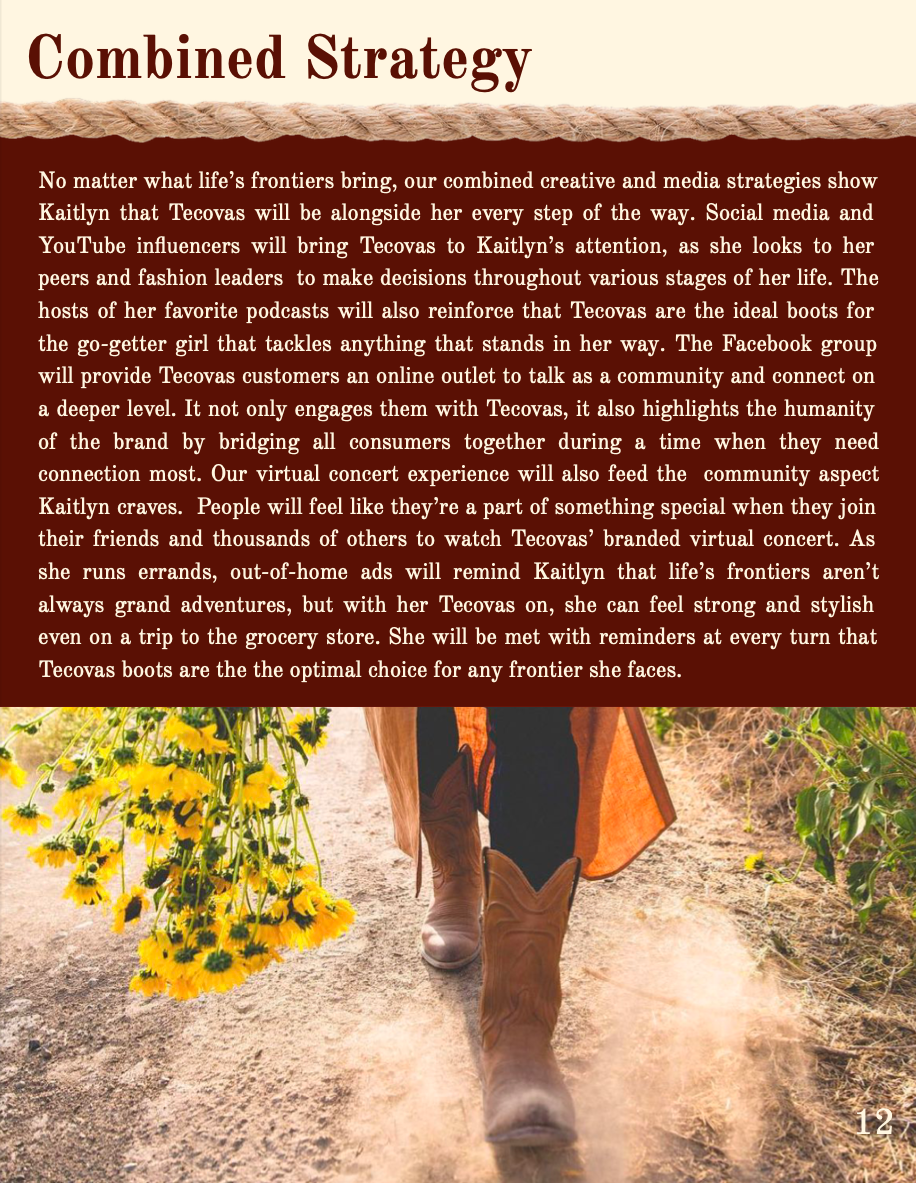 Combined Strategy
No matter what life's frontiers bring, our combined creative and media strategies show
Kaitlyn that Tecovas will be alongside her every step of the way. Social media and
YouTube influencers will bring Tecovas to Kaitlyn's attention, as she looks to her
peers and fashion leaders  to make decisions throughout various stages of her life. The
hosts of her favorite podcasts will also reinforce that Tecovas are the ideal boots for
the go-getter girl that tackles anything that stands in her way. The Facebook group
will provide Tecovas customers an online outlet to talk as a community and connect on
a deeper level. It not only engages them with Tecovas, it also highlights the humanity
of the brand by bridging all consumers together during a time when they need
connection most. Our virtual concert experience will also feed the  community aspect
Kaitlyn craves.  People will feel like they're a part of something special when they join
their friends and thousands of others to watch Tecovas' branded virtual concert. As
she runs errands, out-of-home ads will remind Kaitlyn that life's frontiers aren't
always grand adventures, but with her Tecovas on, she can feel strong and stylish
even on a trip to the grocery store. She will be met with reminders at every turn that
Tecovas boots are the the optimal choice for any frontier she faces.
12